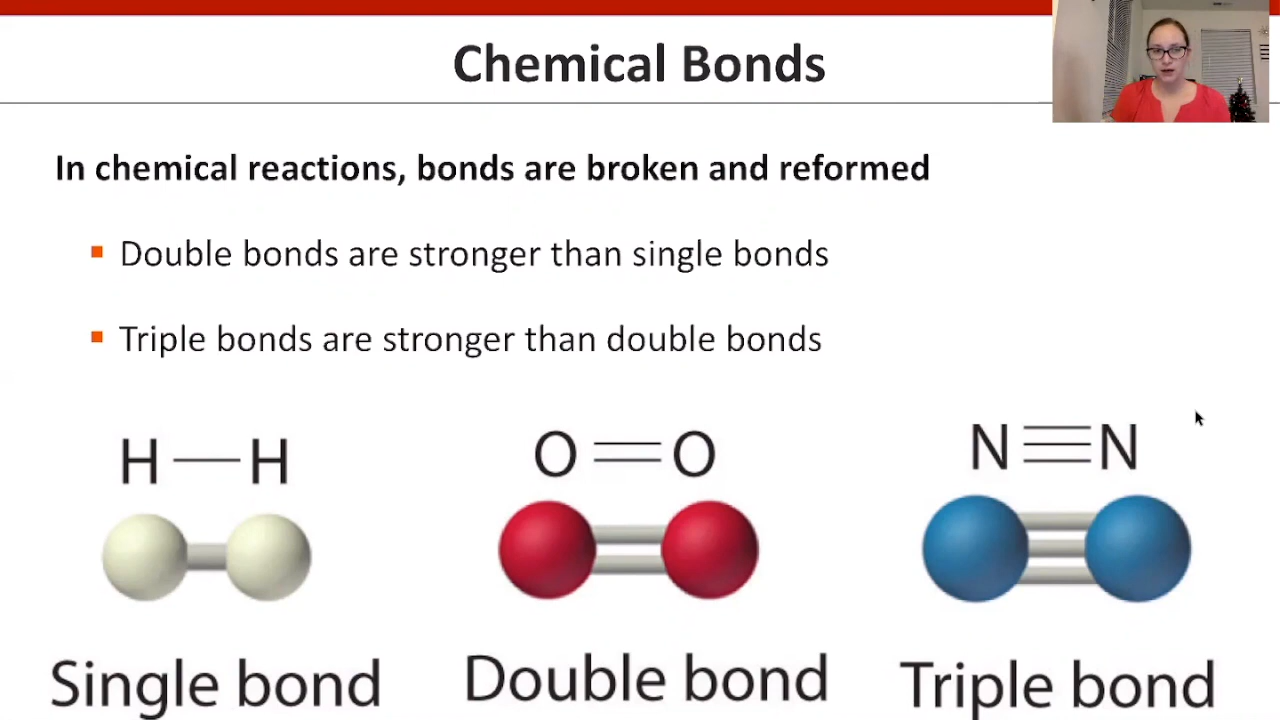 Chemical Bonds
In chemical reactions, bonds are broken and reformed
Double bonds are stronger than single bonds
Triple bonds are stronger than double bonds
H—H
O=O
N≡N
Single bond
Double bond
Triple bond